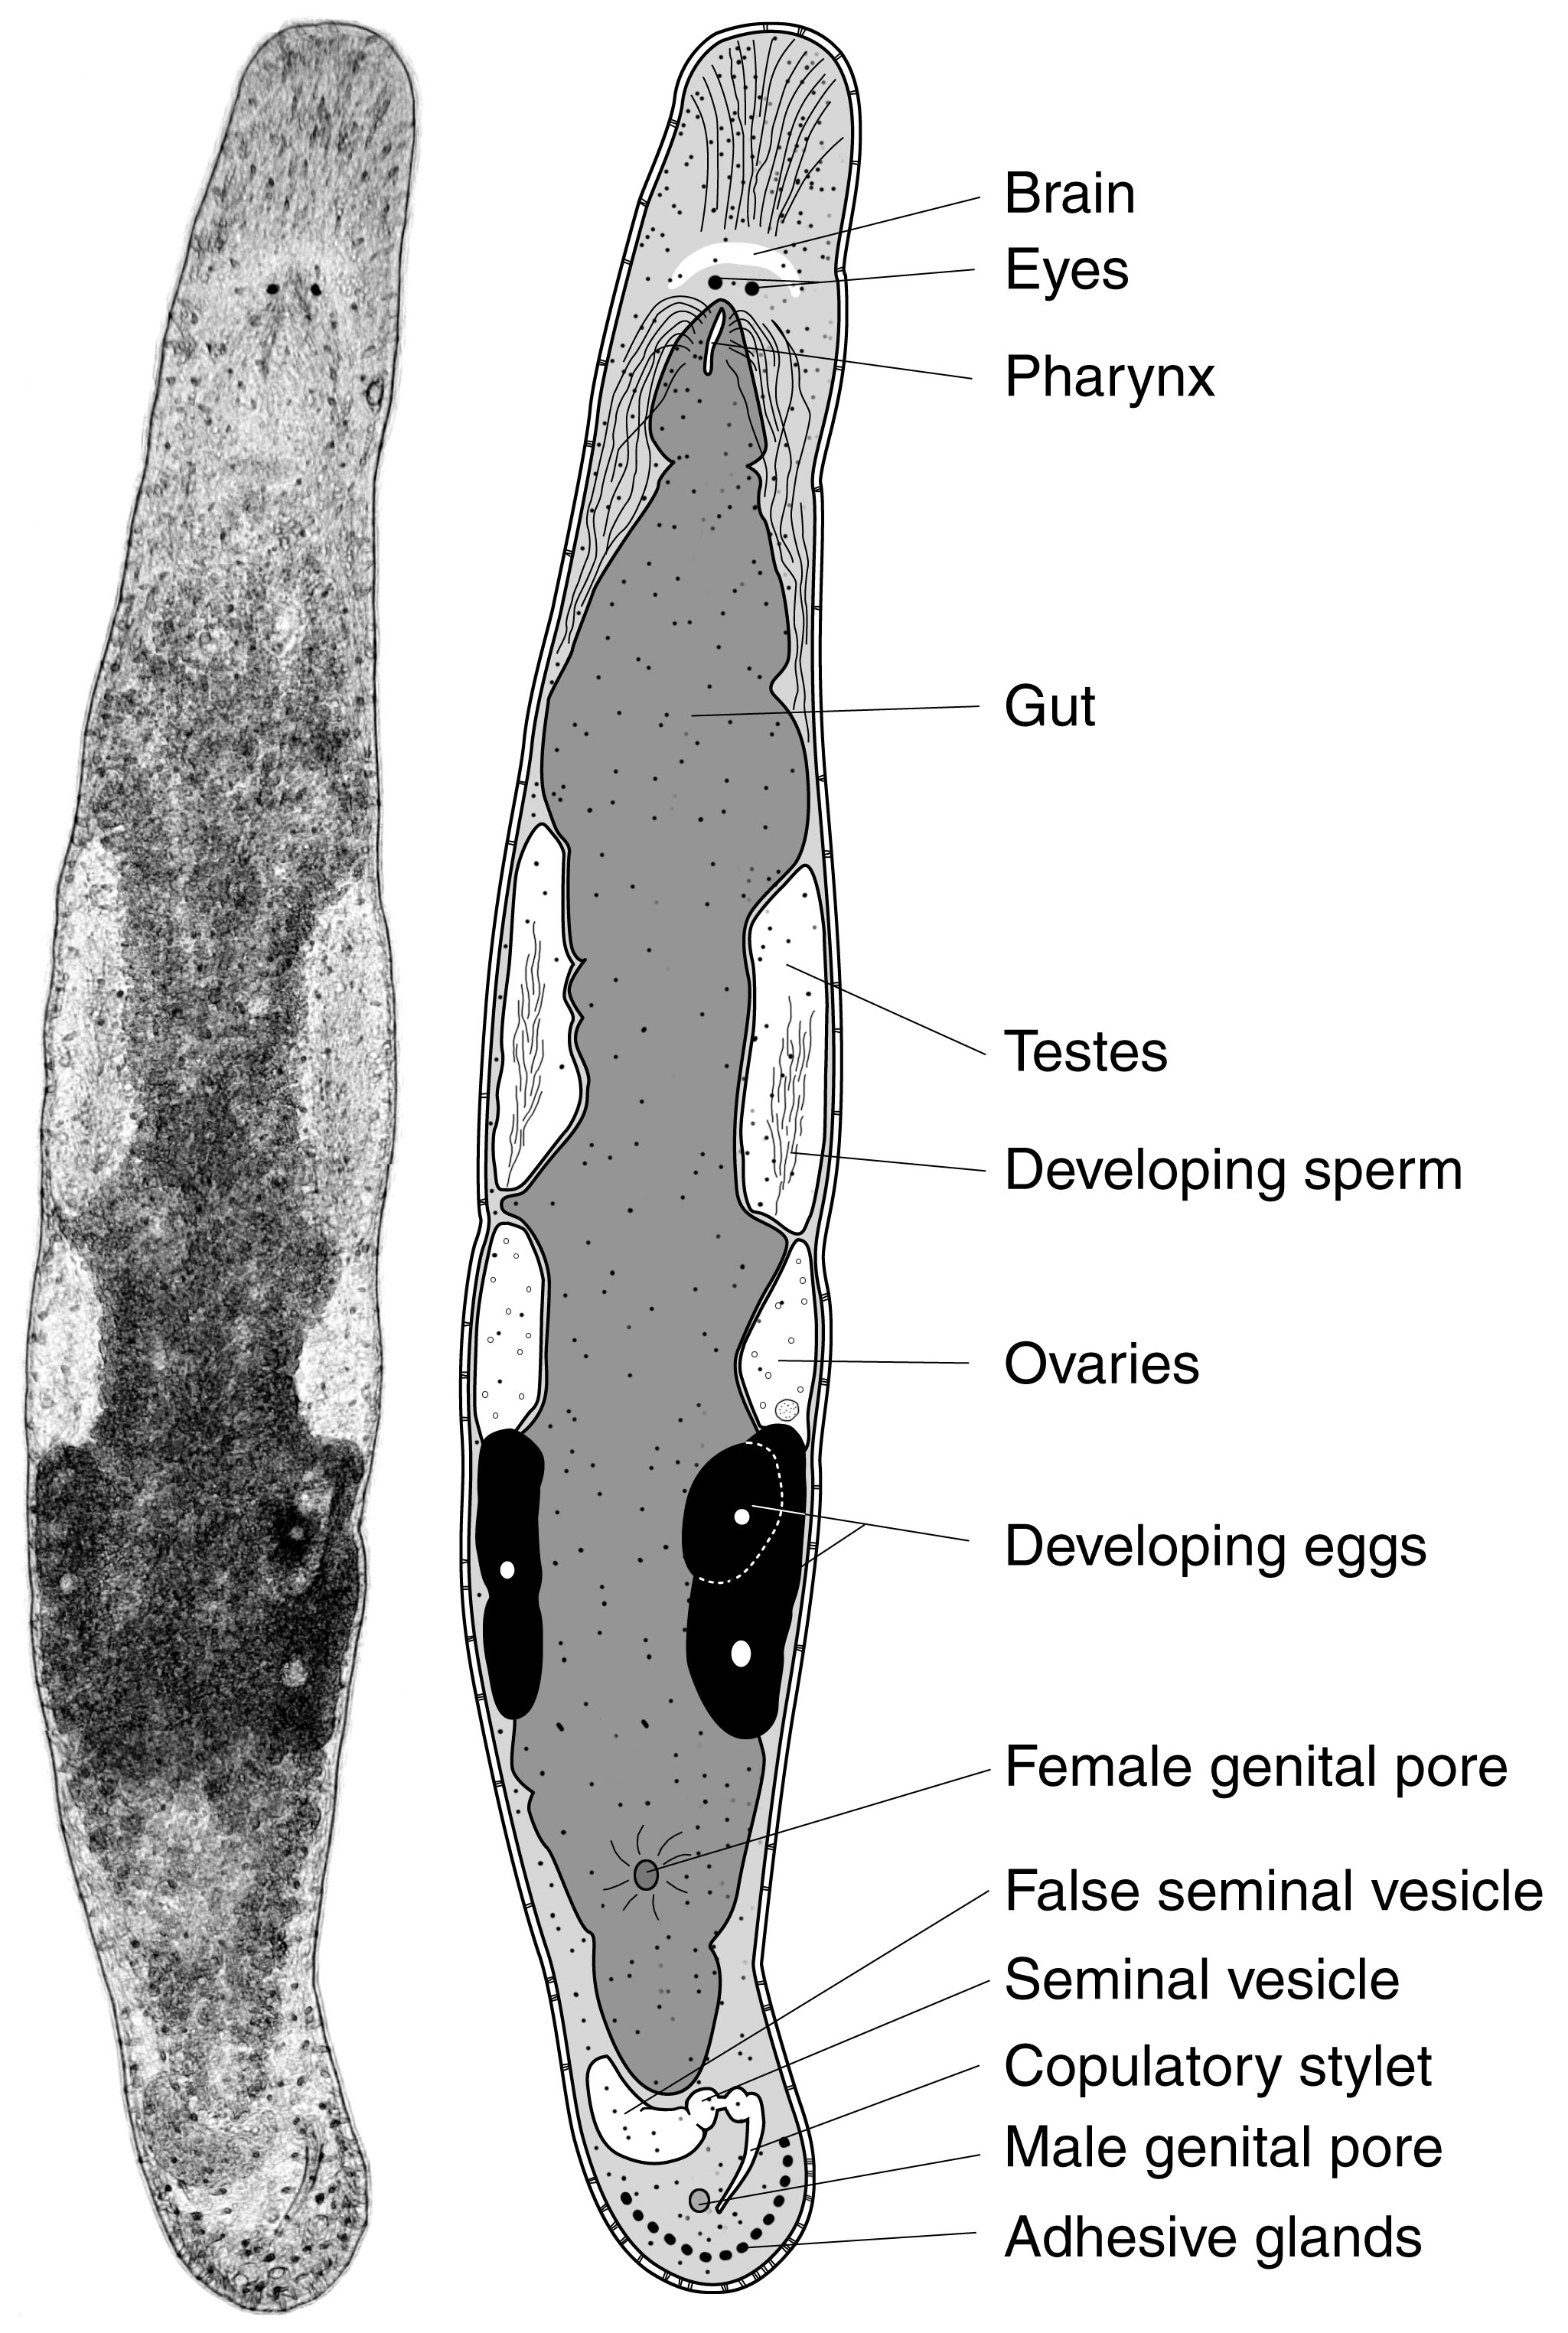 Brain
Eyes
Pharynx
Gut
Testes
Developing sperm
Ovaries
Developing eggs
Female genital pore
False seminal vesicle
Seminal vesicle
Copulatory stylet
Male genital pore
Adhesive glands